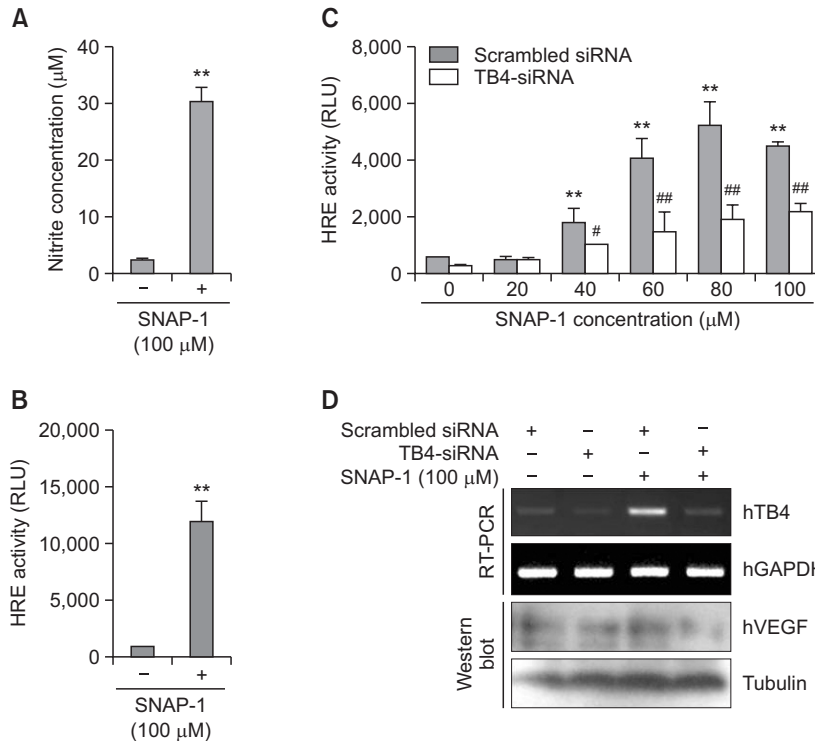 A
Nitrite concentration (μM)
40
30
20
10
0
– +
SNAP-1
(100 μM)
**
B
HRE activity (RLU)
20,000
15,000
10,000
5,000
0
– +
SNAP-1
(100 μM)
**
C
HRE activity (RLU)
8,000
6,000
4,000
2,000
0
Scrambled siRNA
TB4-siRNA
** ** ** **
# ## ## ##
0 20 40 60 80 100
SNAP-1 concentration (μM)
D
Scrambled siRNA + – + –
TB4-siRNA – + – +
SNAP-1 (100 μM) – – + +
RT-PCR
hTB4
hGAPDH
Western
blot
hVEGF
Tubulin